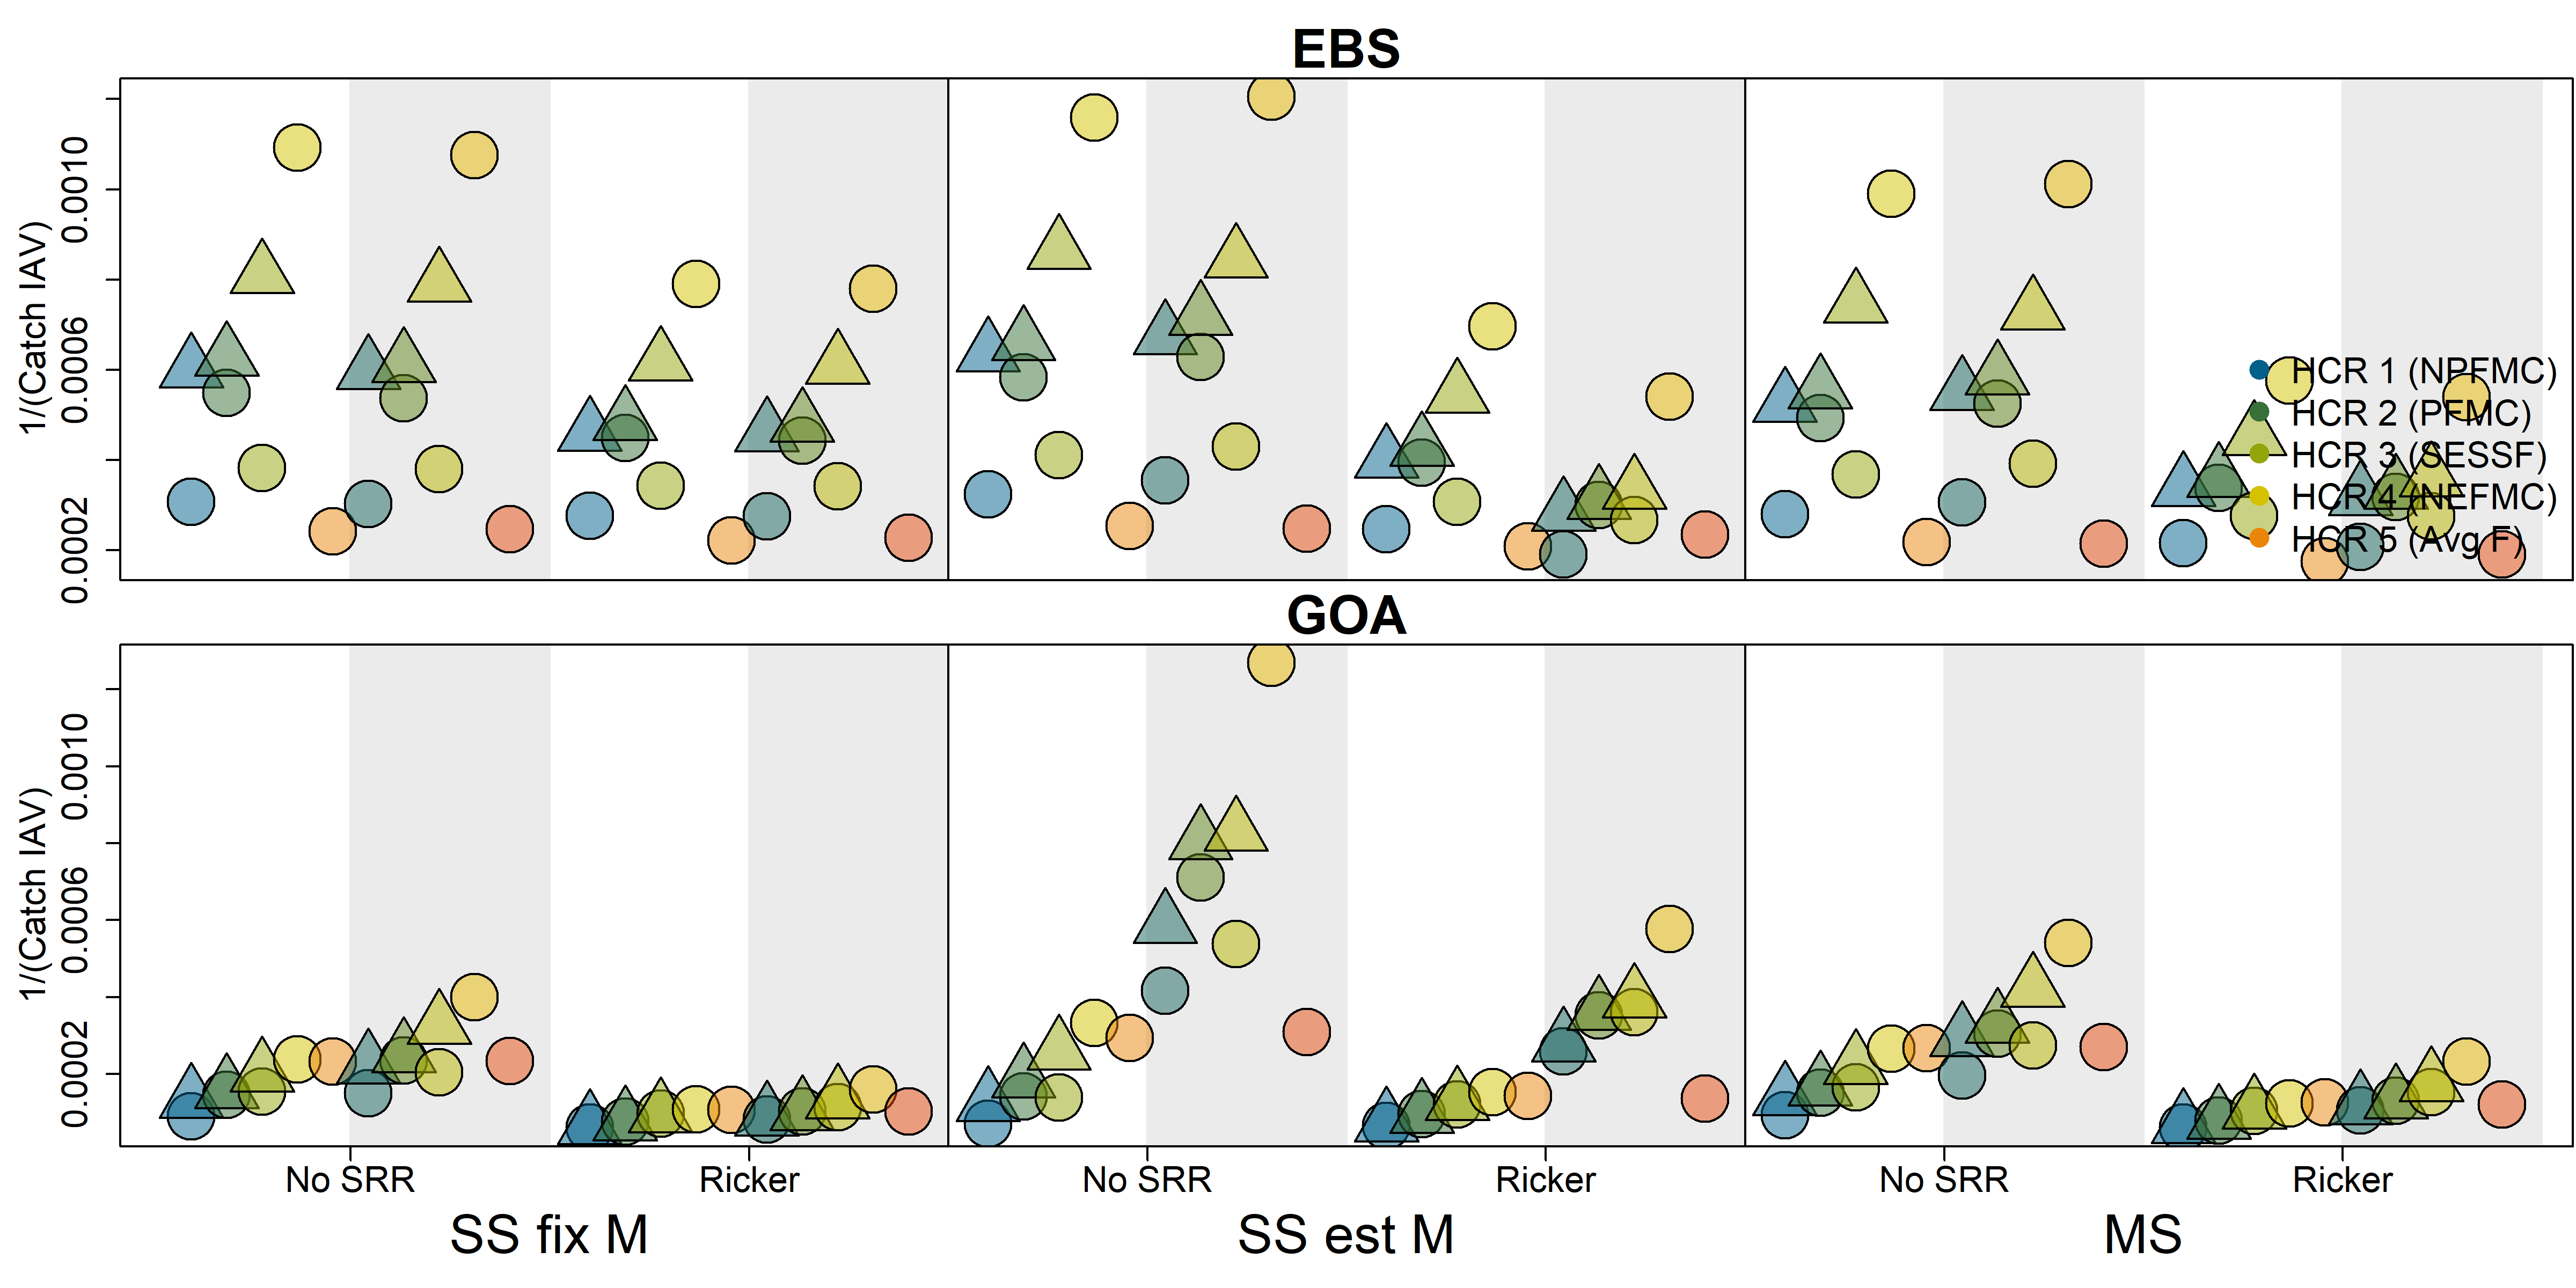 EBS
1/(Catch IAV)
0.0010
0.0006
0.0002
HCR 1 (NPFMC)
HCR 2 (PFMC)
HCR 3 (SESSF)
HCR 4 (NEFMC)
HCR 5 (Avg F)
GOA
1/(Catch IAV)
0.0010
0.0006
0.0002
No SRR Ricker No SRR Ricker No SRR Ricker
SS fix M SS est M MS